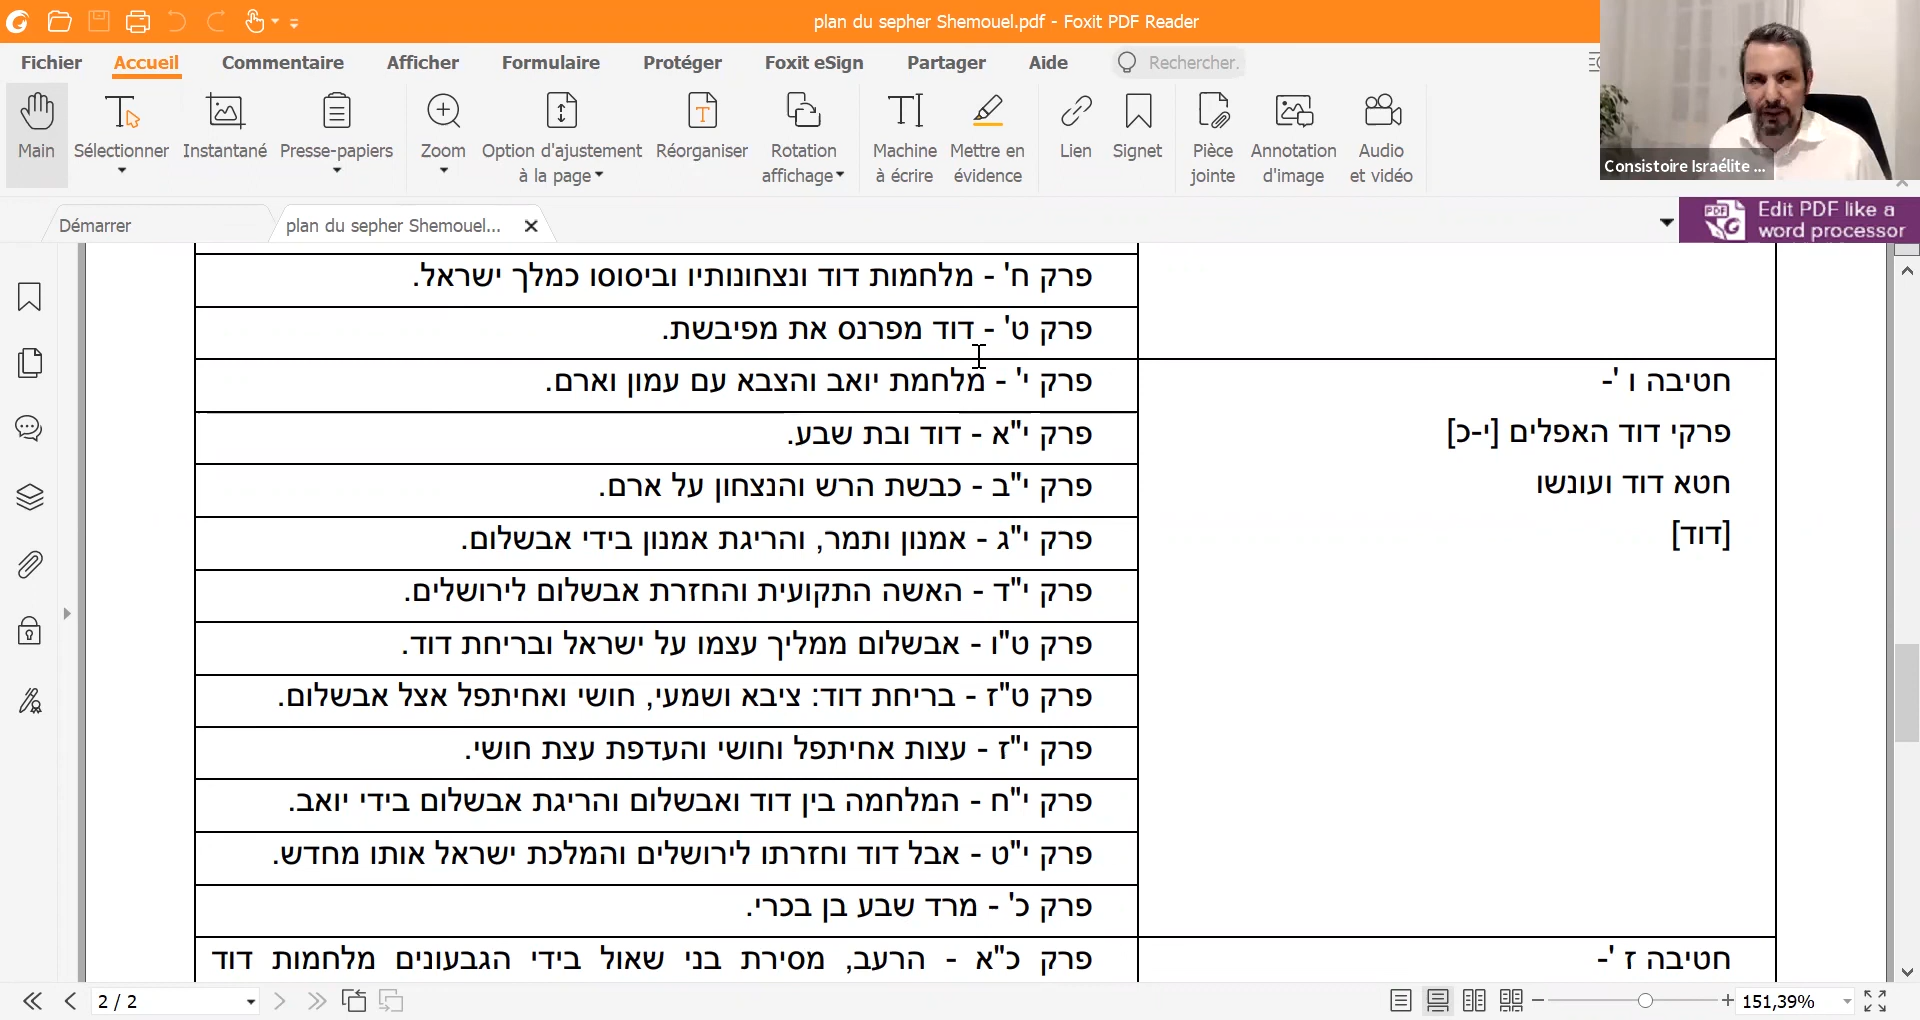 plan du sepher Shemouel.pdf - Foxit PDF Reader
Fichier Accueil Commentaire Afficher Formulaire Protéger Foxit eSign Partager Aide Rechercher.
Main Sélectionner Instantané Presse-papiers Zoom Option d'ajustement à la page Réorganiser Rotation affichage Machine à écrire Mettre en évidence Lien Signet Pièce jointe Annotation d'image Audio et vidéo
Consistoire Israélite ...
Démarrer
plan du sepher Shemouel...
Edit PDF like a
word processor
פרק ח' - מלחמות דוד ונצחונותיו וביסוסו כמלך ישראל.
פרק ט' - דוד מפרנס את מפיבשת.
חטיבה ו '-
פרקי דוד האפלים [י-כ]
חטא דוד ועונשו
[דוד]
פרק י' - מלחמת יואב והצבא עם עמון וארם.
פרק י"א - דוד ובת שבע.
פרק י"ב - כבשת הרש והנצחון על ארם.
פרק י"ג - אמנון ותמר, והריגת אמנון בידי אבשלום.
פרק י"ד - האשה התקועית והחזרת אבשלום לירושלים.
פרק ט"ו - אבשלום ממליך עצמו על ישראל ובריחת דוד.
פרק ט"ז - בריחת דוד: ציבא ושמעי, חושי ואחיתפל אצל אבשלום.
פרק י"ז - עצות אחיתפל וחושי והעדפת עצת חושי.
פרק י"ח - המלחמה בין דוד ואבשלום והריגת אבשלום בידי יואב.
פרק י"ט - אבל דוד וחזרתו לירושלים והמלכת ישראל אותו מחדש.
פרק כ' - מרד שבע בן בכרי.
חטיבה ז '-
פרק כ"א - הרעב, מסירת בני שאול בידי הגבעונים מלחמות דוד
2 / 2
151,39%